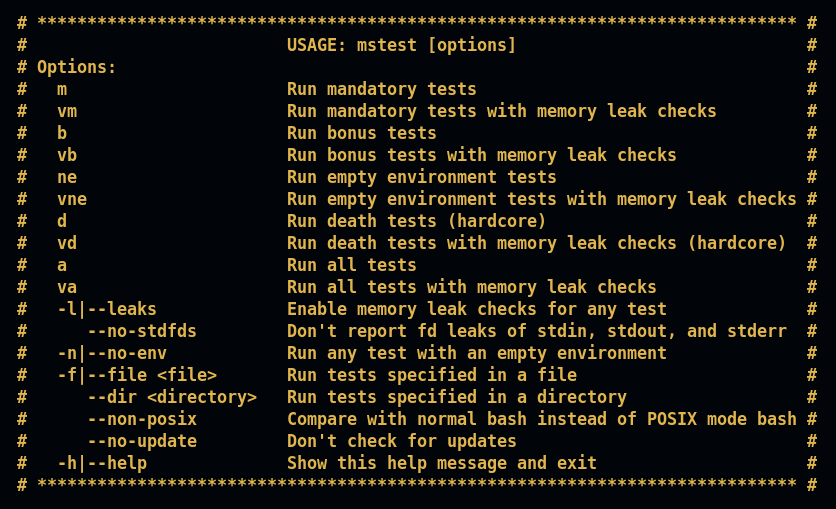 # **************************************************************************** #
#                          USAGE: mstest [options]                             #
# Options:                                                                     #
#   m                      Run mandatory tests                                 #
#   vm                     Run mandatory tests with memory leak checks         #
#   b                      Run bonus tests                                     #
#   vb                     Run bonus tests with memory leak checks             #
#   ne                     Run empty environment tests                         #
#   vne                    Run empty environment tests with memory leak checks #
#   d                      Run death tests (hardcore)                          #
#   vd                     Run death tests with memory leak checks (hardcore)  #
#   a                      Run all tests                                       #
#   va                     Run all tests with memory leak checks               #
#   -l|--leaks             Enable memory leak checks for any test              #
#      --no-stdfds         Don't report fd leaks of stdin, stdout, and stderr  #
#   -n|--no-env            Run any test with an empty environment              #
#   -f|--file <file>       Run tests specified in a file                       #
#      --dir <directory>   Run tests specified in a directory                  #
#      --non-posix         Compare with normal bash instead of POSIX mode bash #
#      --no-update         Don't check for updates                             #
#   -h|--help              Show this help message and exit                     #
# **************************************************************************** #